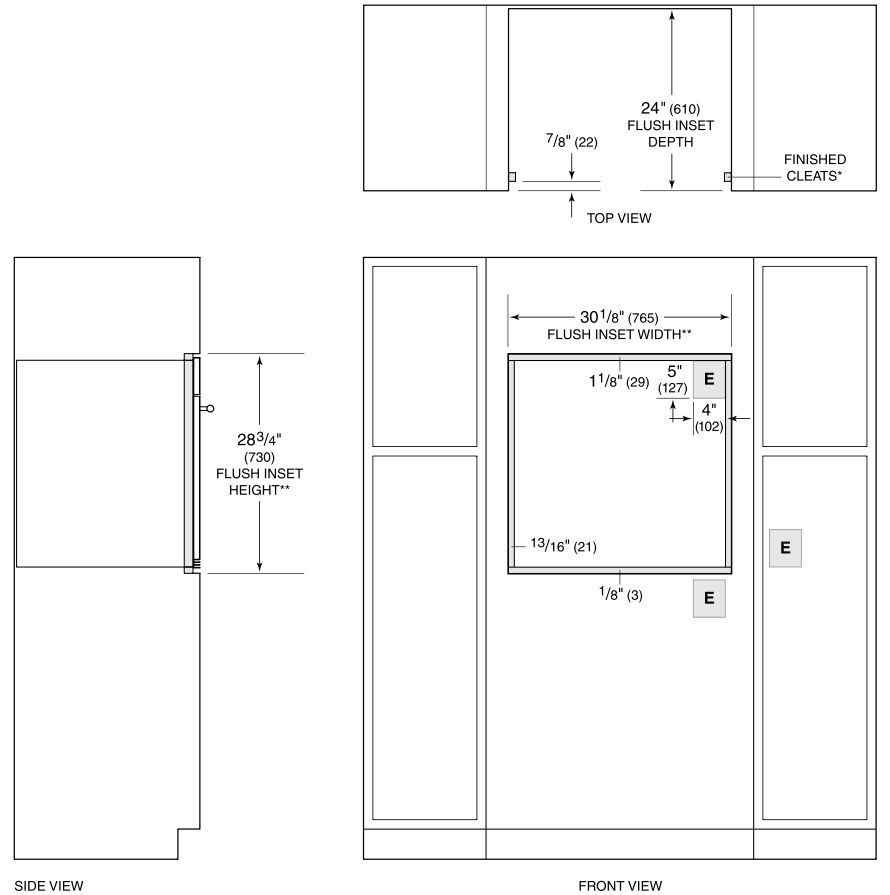 24" (610)
FLUSH INSET
DEPTH
7/8" (22)
FINISHED
CLEATS*
TOP VIEW
30 1/8" (765)
FLUSH INSET WIDTH**
1 1/8" (29)
5"
(127)
E
4"
(102)
28 3/4"
(730)
FLUSH INSET
HEIGHT**
13/16" (21)
E
1/8" (3)
E
SIDE VIEW
FRONT VIEW